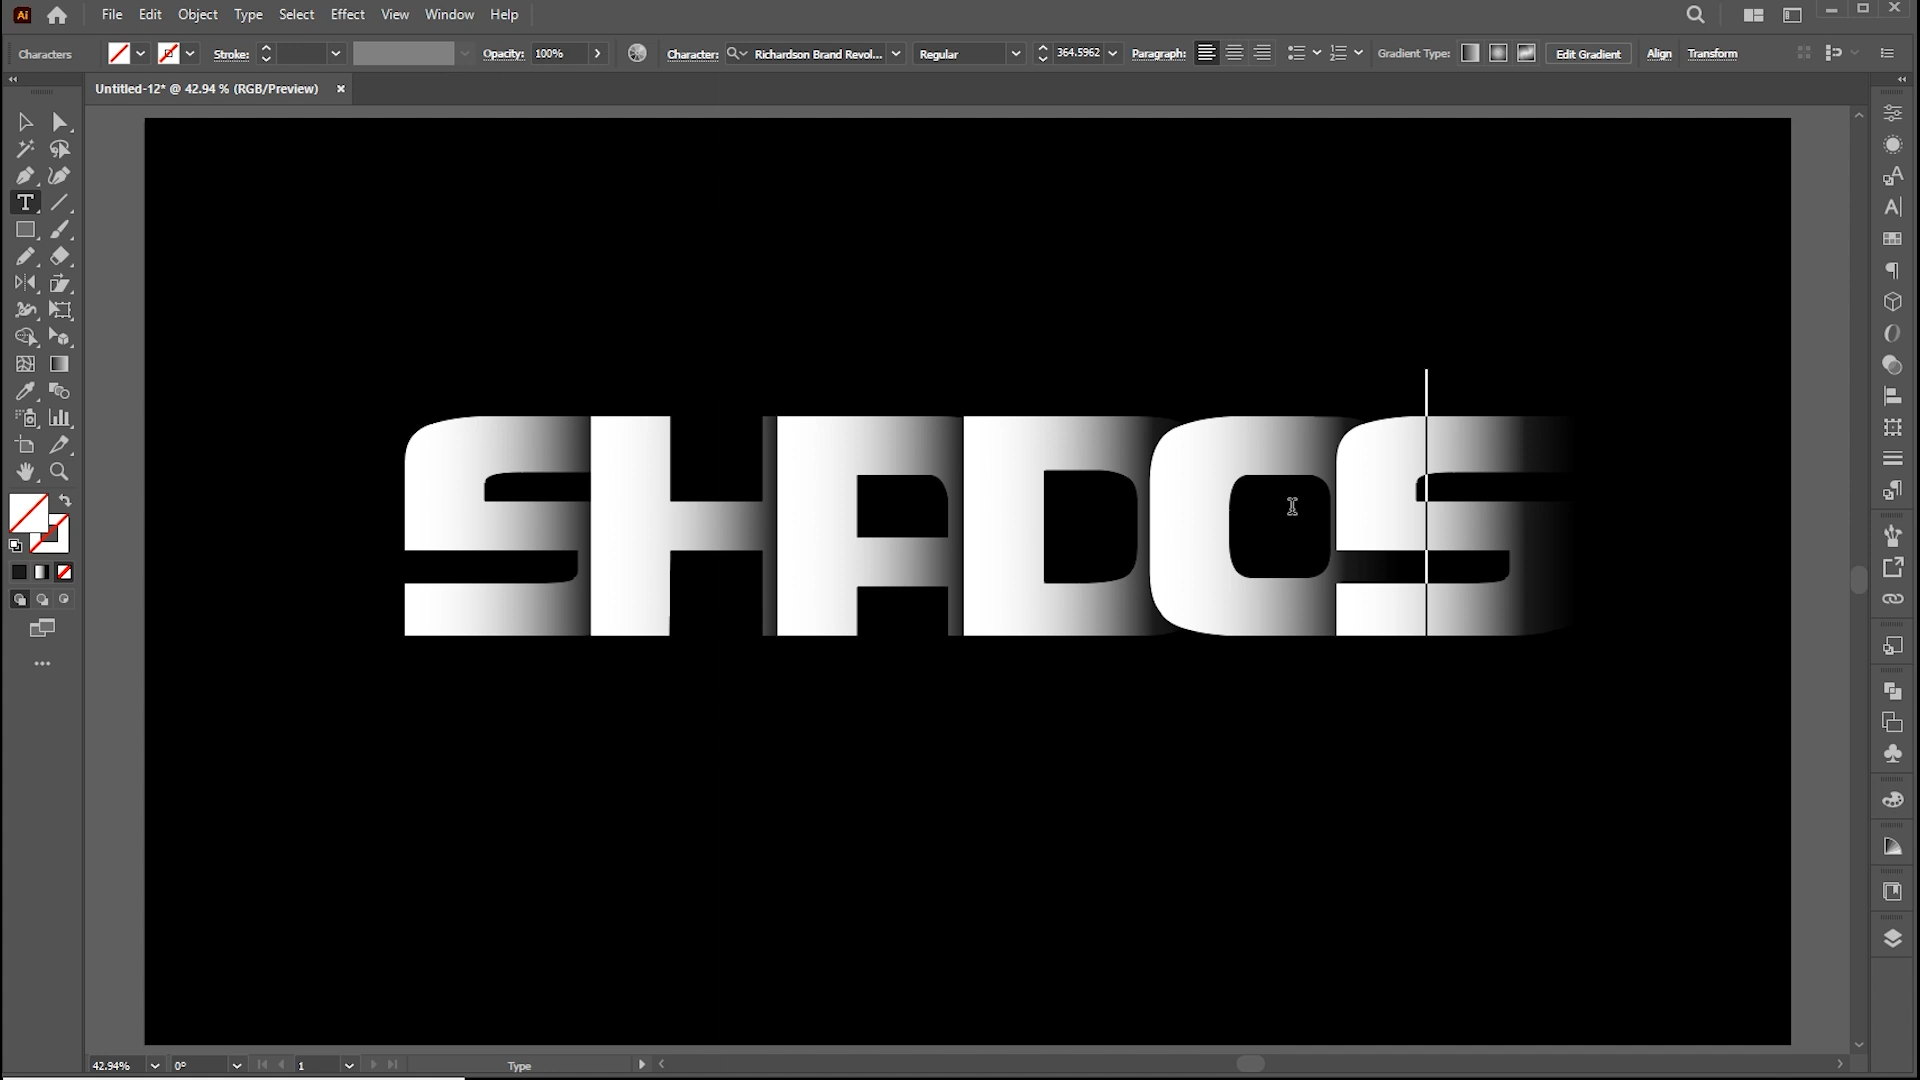 Ai File Edit Object Type Select Effect View Window Help
Characters Stroke: Opacity: 100% Character: Richardson Brand Revol... Regular 364.5962 Paragraph: Gradient Type: Edit Gradient Align Transform
Untitled-12* @ 42.94 % (RGB/Preview) ×
SHADOS
42.94% 0° 1 Type